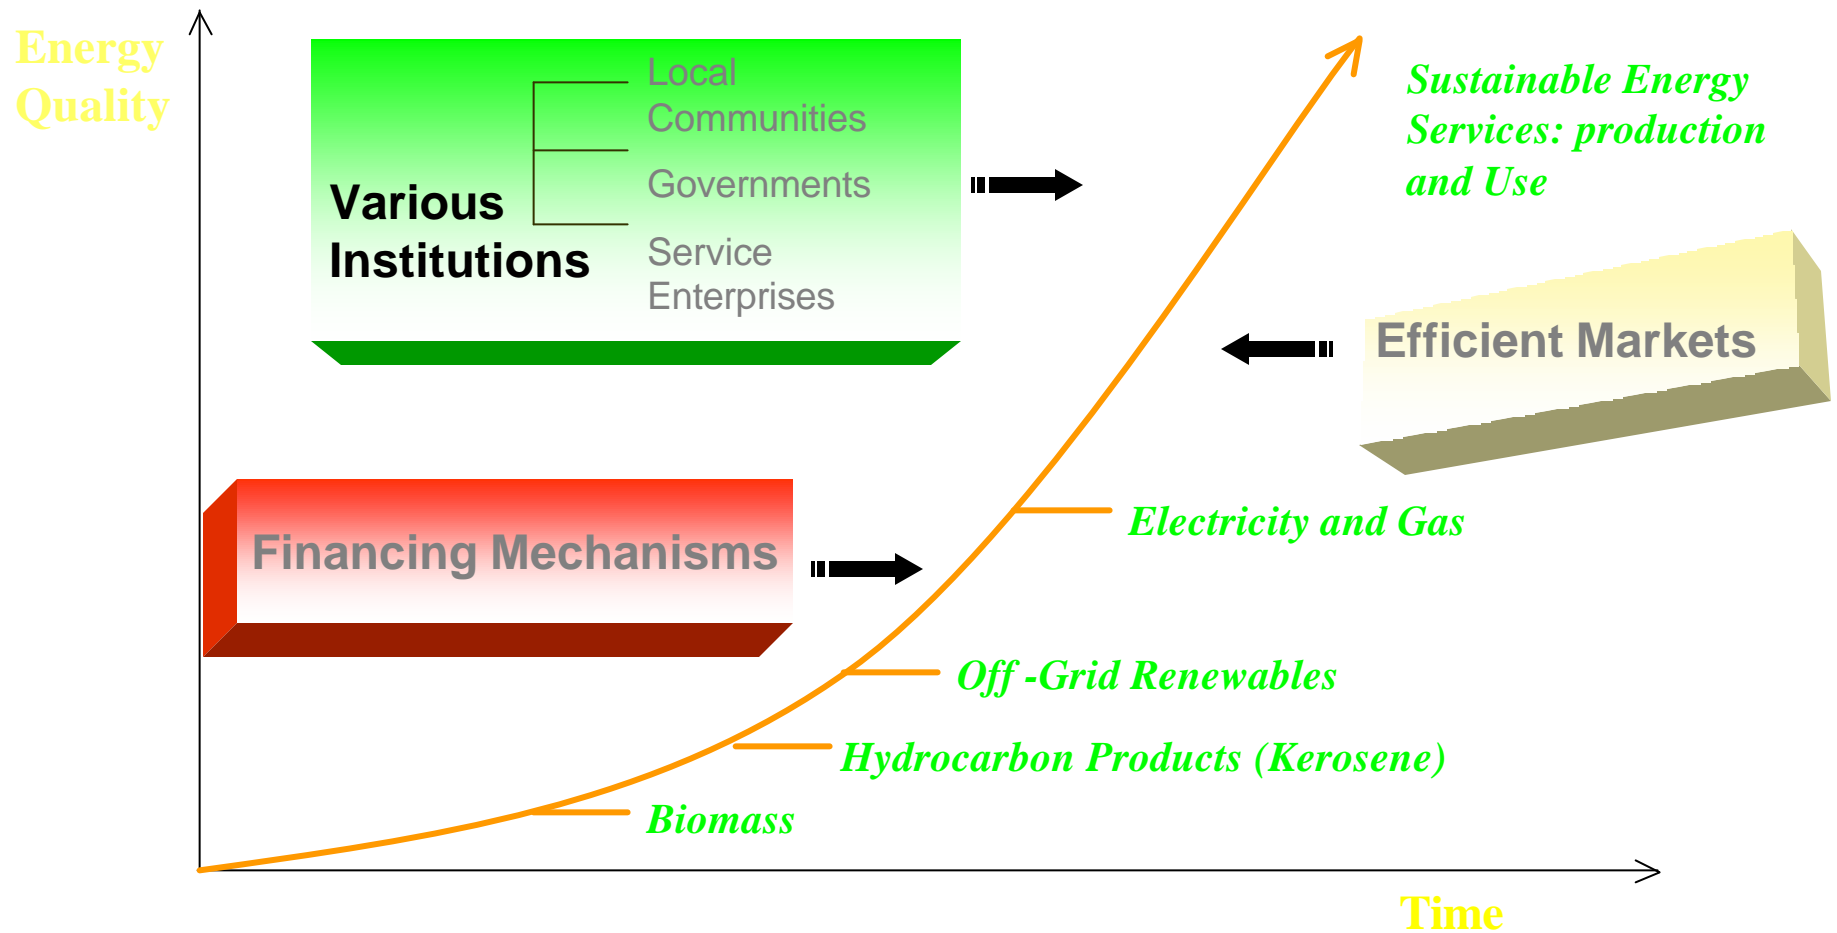 Energy
Quality
Local
Communities
Governments
Various
Institutions
Service
Enterprises
Sustainable Energy
Services: production
and Use
Efficient Markets
Financing Mechanisms
Electricity and Gas
Off -Grid Renewables
Hydrocarbon Products (Kerosene)
Biomass
Time